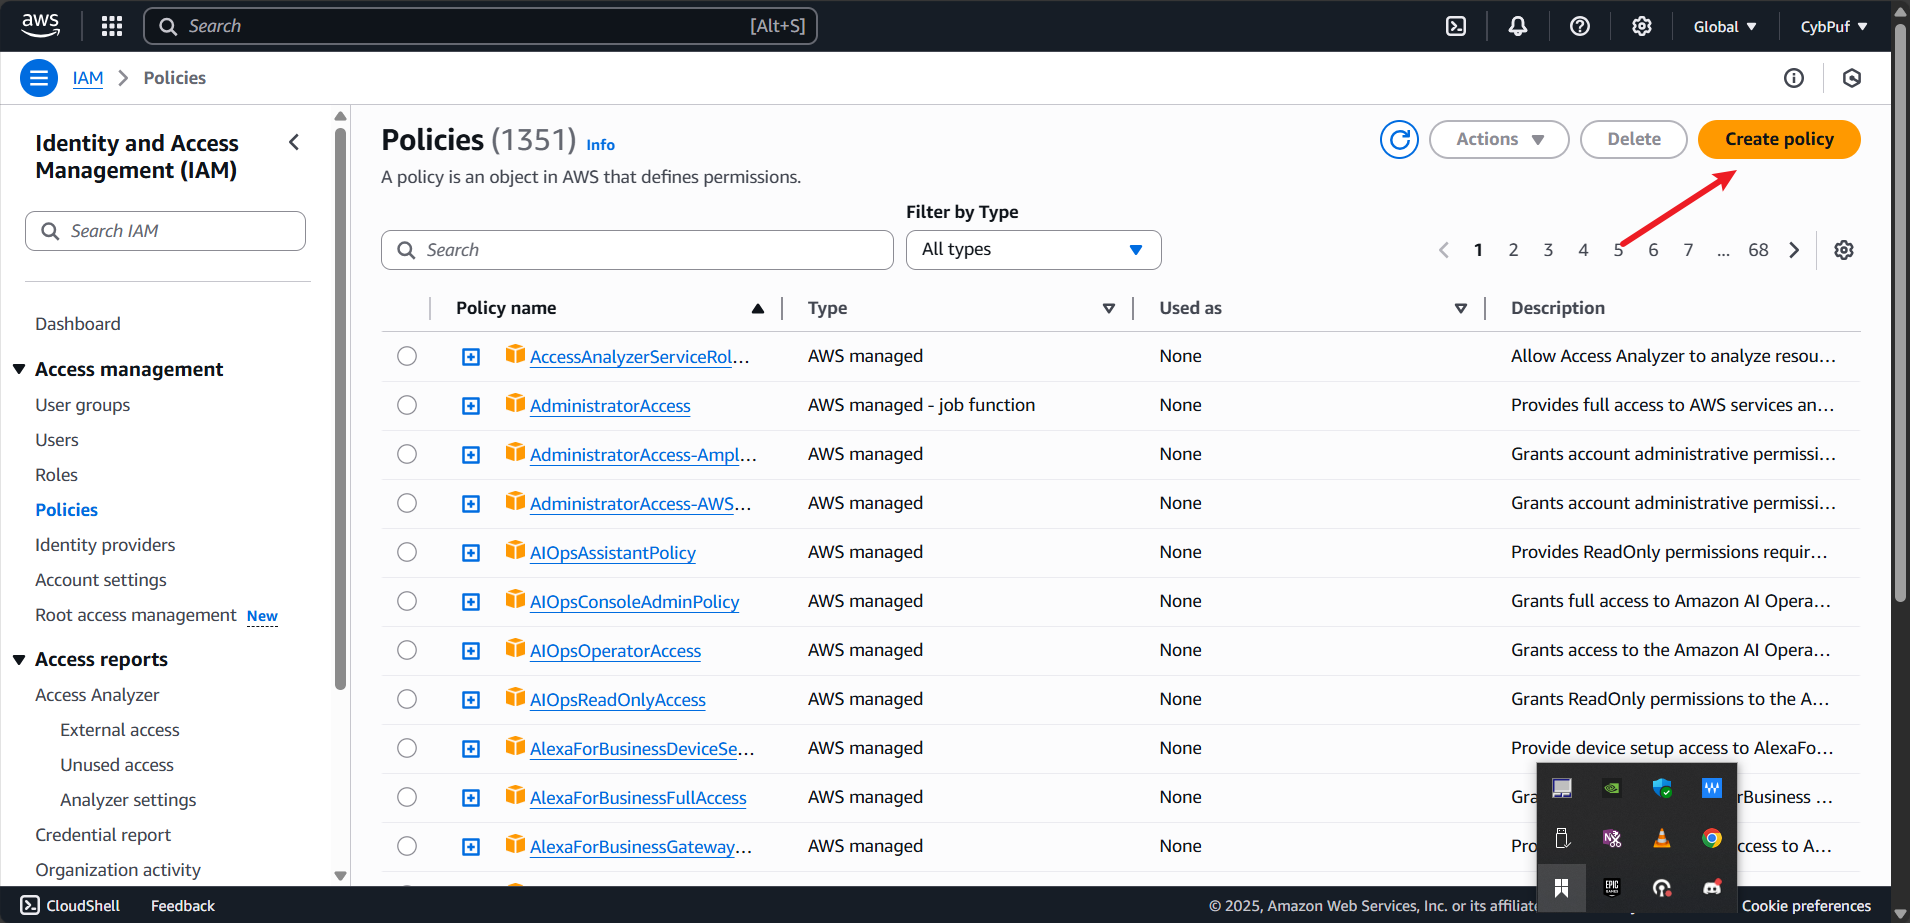 aws
Search [Alt+S]
Global
CybPuf
IAM
Policies
Identity and Access
Management (IAM)
Search IAM
Dashboard
Access management
User groups
Users
Roles
Policies
Identity providers
Account settings
Root access management New
Access reports
Access Analyzer
External access
Unused access
Analyzer settings
Credential report
Organization activity
Policies (1351) Info
A policy is an object in AWS that defines permissions.
Actions
Delete
Create policy
Filter by Type
Search
All types
1 2 3 4 5 6 7 ... 68
Policy name Type Used as Description
AccessAnalyzerServiceRol... AWS managed None Allow Access Analyzer to analyze resou...
AdministratorAccess AWS managed - job function None Provides full access to AWS services an...
AdministratorAccess-Ampl... AWS managed None Grants account administrative permissi...
AdministratorAccess-AWS... AWS managed None Grants account administrative permissi...
AIOpsAssistantPolicy AWS managed None Provides ReadOnly permissions requir...
AIOpsConsoleAdminPolicy AWS managed None Grants full access to Amazon AI Opera...
AIOpsOperatorAccess AWS managed None Grants access to the Amazon AI Opera...
AIOpsReadOnlyAccess AWS managed None Grants ReadOnly permissions to the A...
AlexaForBusinessDeviceSe... AWS managed None Provide device setup access to AlexaFo...
AlexaForBusinessFullAccess AWS managed None Gra rBusiness ...
AlexaForBusinessGateway... AWS managed None Pro ccess to A...
EPIC
GAMES
CloudShell
Feedback
© 2025, Amazon Web Services, Inc. or its affiliate
Cookie preferences